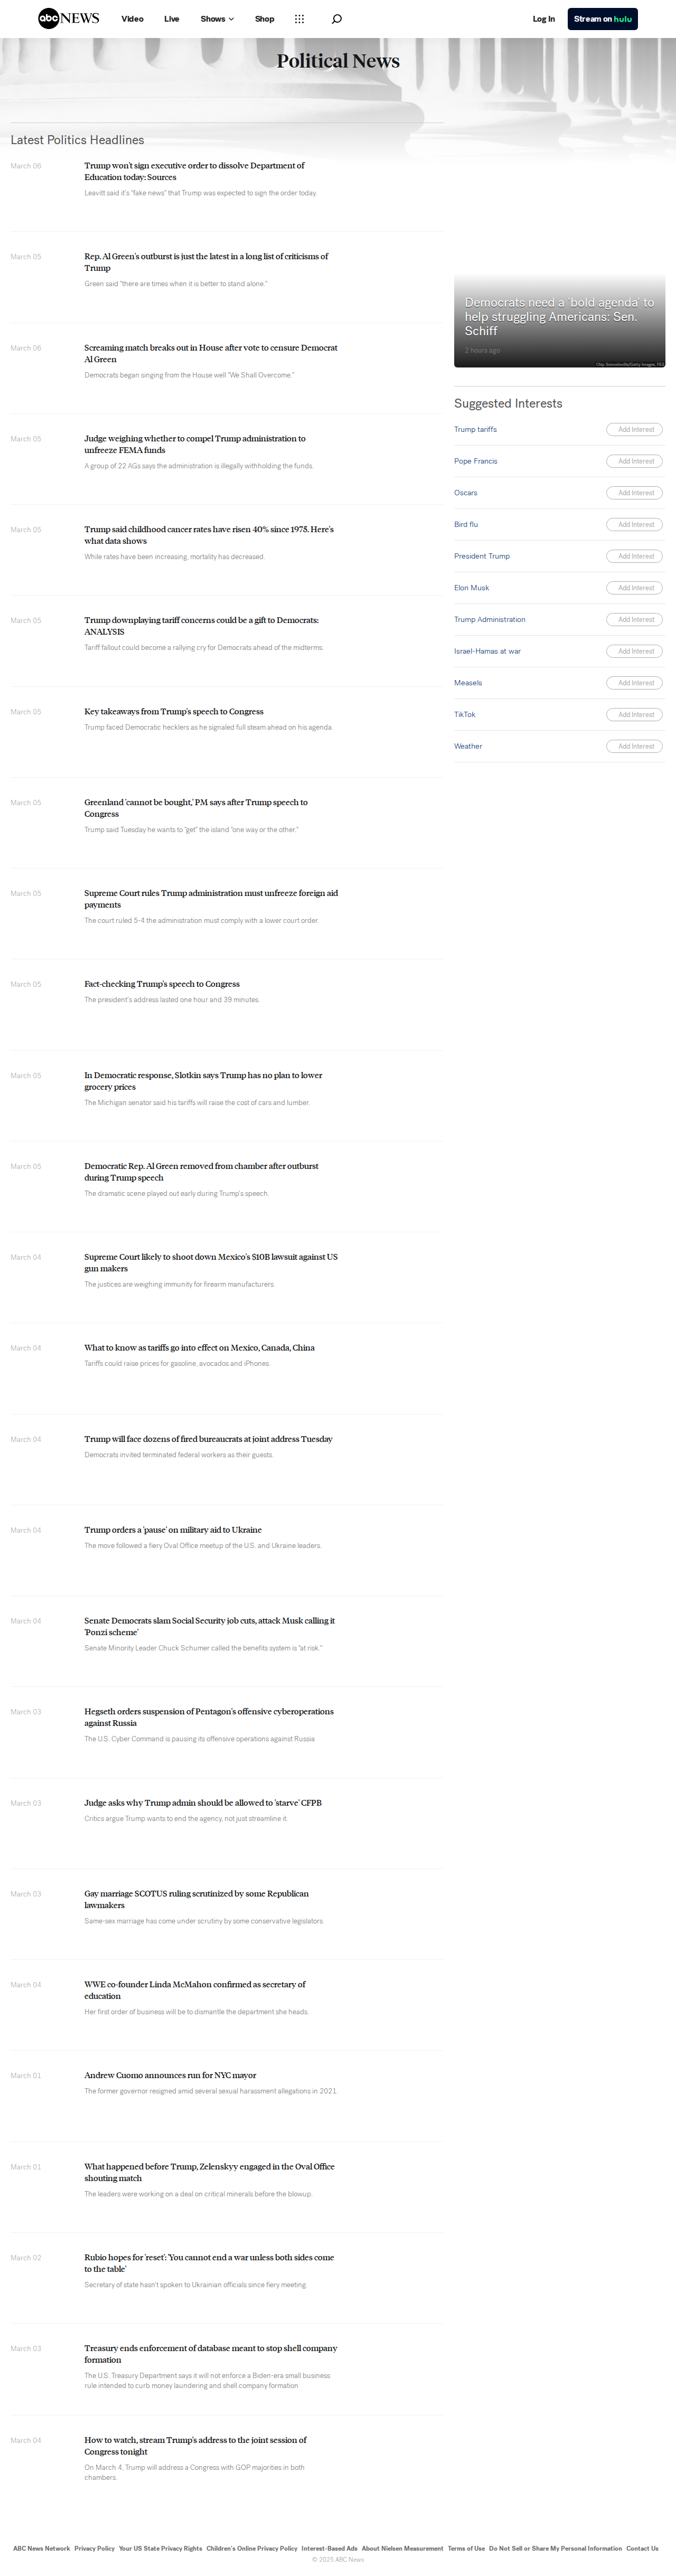 abc NEWS
Video
Live
Shows
Shop
Log In
Stream on hulu
Political News
Latest Politics Headlines
March 06
Trump won't sign executive order to dissolve Department of
Education today: Sources
Leavitt said it's "fake news" that Trump was expected to sign the order today.
March 05
Rep. Al Green's outburst is just the latest in a long list of criticisms of
Trump
Green said "there are times when it is better to stand alone."
March 06
Screaming match breaks out in House after vote to censure Democrat
Al Green
Democrats began singing from the House well "We Shall Overcome."
March 05
Judge weighing whether to compel Trump administration to
unfreeze FEMA funds
A group of 22 AGs says the administration is illegally withholding the funds.
March 05
Trump said childhood cancer rates have risen 40% since 1975. Here's
what data shows
While rates have been increasing, mortality has decreased.
March 05
Trump downplaying tariff concerns could be a gift to Democrats:
ANALYSIS
Tariff fallout could become a rallying cry for Democrats ahead of the midterms.
March 05
Key takeaways from Trump's speech to Congress
Trump faced Democratic hecklers as he signaled full steam ahead on his agenda.
March 05
Greenland 'cannot be bought,' PM says after Trump speech to
Congress
Trump said Tuesday he wants to "get" the island "one way or the other."
March 05
Supreme Court rules Trump administration must unfreeze foreign aid
payments
The court ruled 5-4 the administration must comply with a lower court order.
March 05
Fact-checking Trump's speech to Congress
The president's address lasted one hour and 39 minutes.
March 05
In Democratic response, Slotkin says Trump has no plan to lower
grocery prices
The Michigan senator said his tariffs will raise the cost of cars and lumber.
March 05
Democratic Rep. Al Green removed from chamber after outburst
during Trump speech
The dramatic scene played out early during Trump's speech.
March 04
Supreme Court likely to shoot down Mexico's $10B lawsuit against US
gun makers
The justices are weighing immunity for firearm manufacturers.
March 04
What to know as tariffs go into effect on Mexico, Canada, China
Tariffs could raise prices for gasoline, avocados and iPhones.
March 04
Trump will face dozens of fired bureaucrats at joint address Tuesday
Democrats invited terminated federal workers as their guests.
March 04
Trump orders a 'pause' on military aid to Ukraine
The move followed a fiery Oval Office meetup of the U.S. and Ukraine leaders.
March 04
Senate Democrats slam Social Security job cuts, attack Musk calling it
'Ponzi scheme'
Senate Minority Leader Chuck Schumer called the benefits system is "at risk."
March 03
Hegseth orders suspension of Pentagon's offensive cyberoperations
against Russia
The U.S. Cyber Command is pausing its offensive operations against Russia
March 03
Judge asks why Trump admin should be allowed to 'starve' CFPB
Critics argue Trump wants to end the agency, not just streamline it.
March 03
Gay marriage SCOTUS ruling scrutinized by some Republican
lawmakers
Same-sex marriage has come under scrutiny by some conservative legislators.
March 04
WWE co-founder Linda McMahon confirmed as secretary of
education
Her first order of business will be to dismantle the department she heads.
March 01
Andrew Cuomo announces run for NYC mayor
The former governor resigned amid several sexual harassment allegations in 2021.
March 01
What happened before Trump, Zelenskyy engaged in the Oval Office
shouting match
The leaders were working on a deal on critical minerals before the blowup.
March 02
Rubio hopes for 'reset': 'You cannot end a war unless both sides come
to the table'
Secretary of state hasn't spoken to Ukrainian officials since fiery meeting.
March 03
Treasury ends enforcement of database meant to stop shell company
formation
The U.S. Treasury Department says it will not enforce a Biden-era small business
rule intended to curb money laundering and shell company formation
March 04
How to watch, stream Trump's address to the joint session of
Congress tonight
On March 4, Trump will address a Congress with GOP majorities in both
chambers.
Democrats need a 'bold agenda' to
help struggling Americans: Sen.
Schiff
2 hours ago
Chip Somodevilla/Getty Images, FILE
Suggested Interests
Trump tariffs
Add Interest
Pope Francis
Add Interest
Oscars
Add Interest
Bird flu
Add Interest
President Trump
Add Interest
Elon Musk
Add Interest
Trump Administration
Add Interest
Israel-Hamas at war
Add Interest
Measels
Add Interest
TikTok
Add Interest
Weather
Add Interest
ABC News Network Privacy Policy Your US State Privacy Rights Children's Online Privacy Policy Interest-Based Ads About Nielsen Measurement Terms of Use Do Not Sell or Share My Personal Information Contact Us
© 2025 ABC News